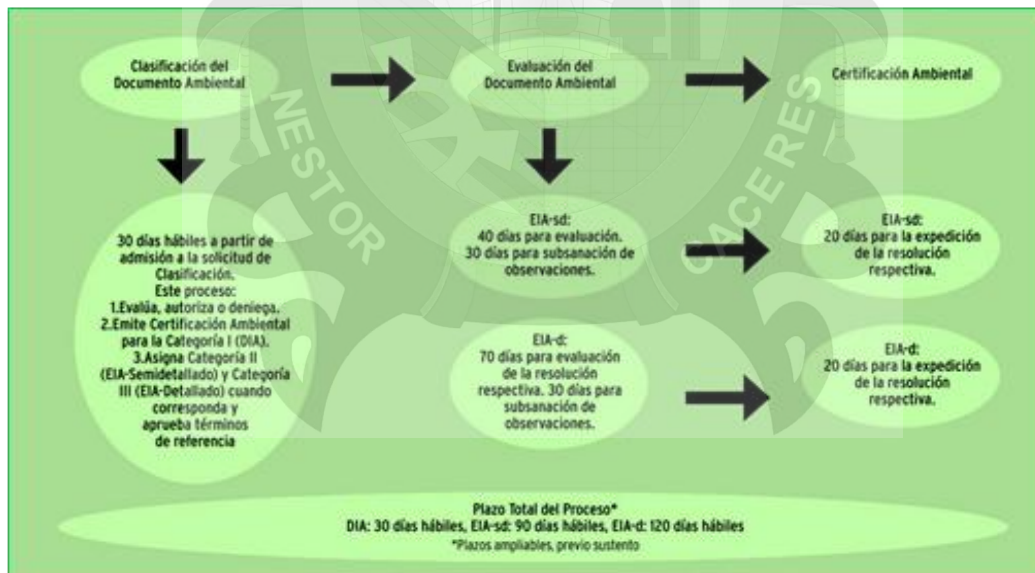 Clasificación del
Documento Ambiental
Evaluación del
Documento Ambiental
Certificación Ambiental
30 días hábiles a partir de
admisión a la solicitud de
Clasificación.
Este proceso:
1.Evalúa, autoriza o deniega.
2.Emite Certificación Ambiental
para la Categoría I (DIA).
3.Asigna Categoría II
(EIA-Semidetallado) y Categoría
III (EIA-Detallado) cuando
corresponda y
aprueba términos
de referencia
EIA-sd:
40 días para evaluación.
30 días para subsanación de
observaciones.
EIA-sd:
20 días para la expedición
de la resolución
respectiva.
EIA-d:
70 días para evaluación
de la resolución
respectiva. 30 días para
subsanación de
observaciones.
EIA-d:
20 días para la expedición
de la resolución
respectiva.
Plazo Total del Proceso*
DIA: 30 días hábiles, EIA-sd: 90 días hábiles, EIA-d: 120 días hábiles
*Plazos ampliables, previo sustento
NESTOR CACERES